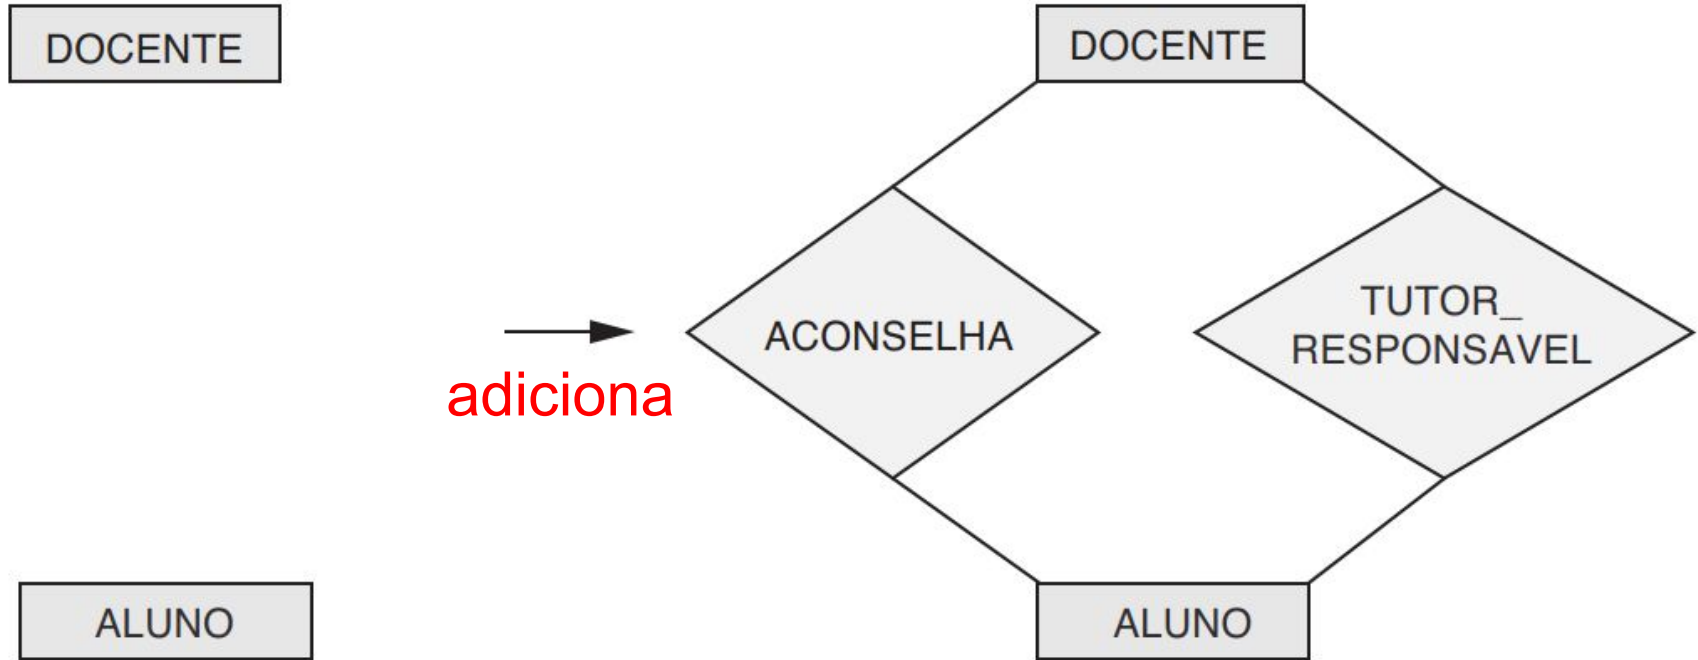 DOCENTE
ALUNO
adiciona
DOCENTE
ACONSELHA
TUTOR_
RESPONSAVEL
ALUNO